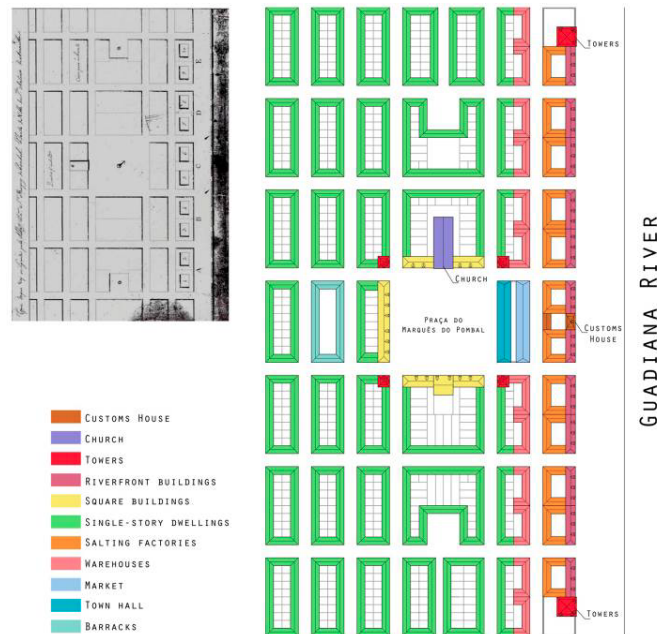 E
D
C
B
A
Towers
Church
Praça do
Marquês do Pombal
Customs
House
Guadiana River
Customs House
Church
Towers
Riverfront buildings
Square buildings
Single-story dwellings
Salting factories
Warehouses
Market
Town hall
Barracks
Towers